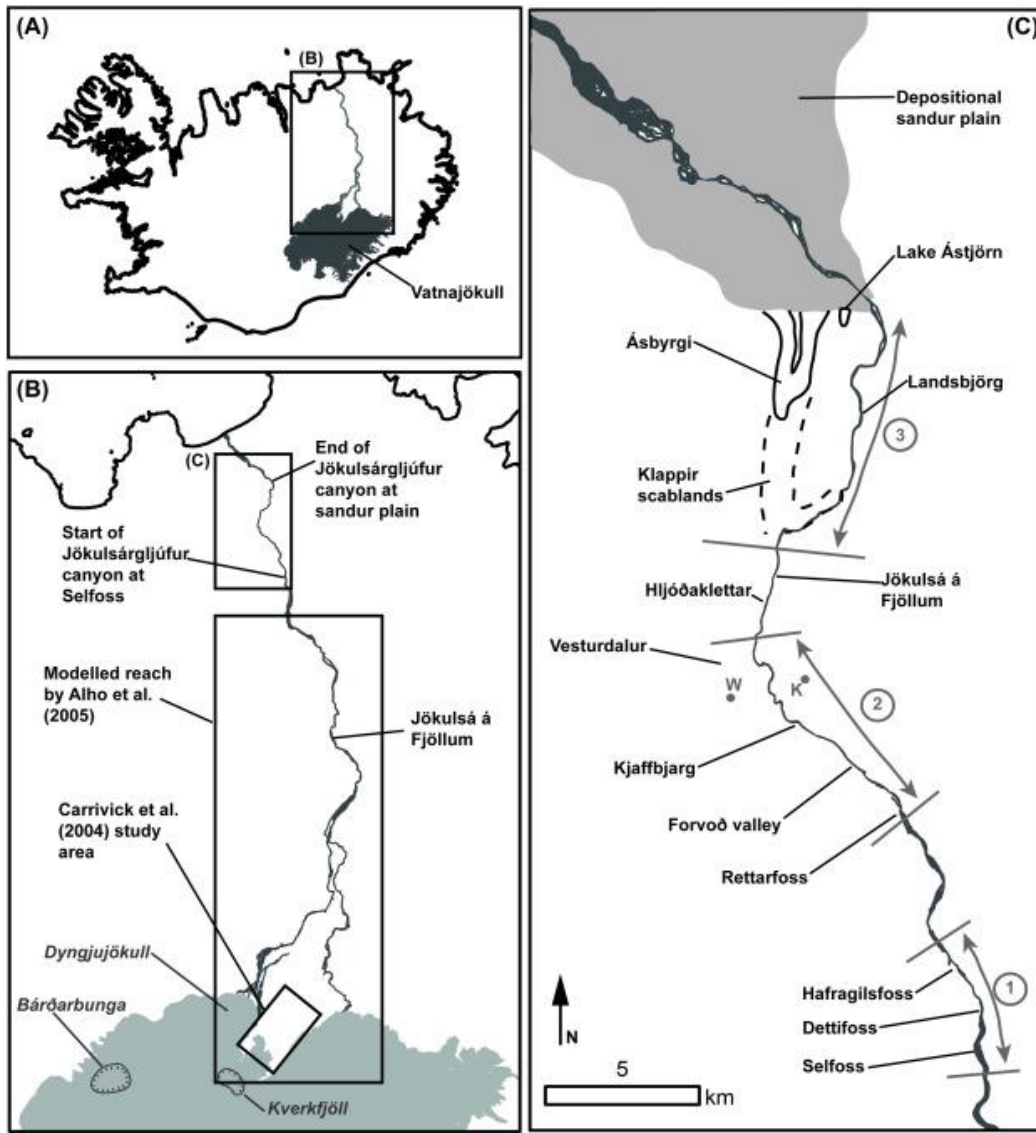 (A)
(B)
Vatnajökull
(B)
(C)
End of
Jökulsárgljúfur
canyon at
sandur plain
Start of
Jökulsárgljúfur
canyon at
Selfoss
Modelled reach
by Alho et al.
(2005)
Jökulsá á
Fjöllum
Carrivick et al.
(2004) study
area
Dyngjujökull
Bárðarbunga
Kverkfjöll
(C)
Depositional
sandur plain
Lake Ástjörn
Ásbyrgi
Landsbjörg
3
Klappir
scablands
Jökulsá á
Fjöllum
Hljóðaklettar
Vesturdalur
W
K
2
Kjaffbjarg
Forvoð valley
Rettarfoss
Hafragilsfoss
1
Dettifoss
Selfoss
N
5
km